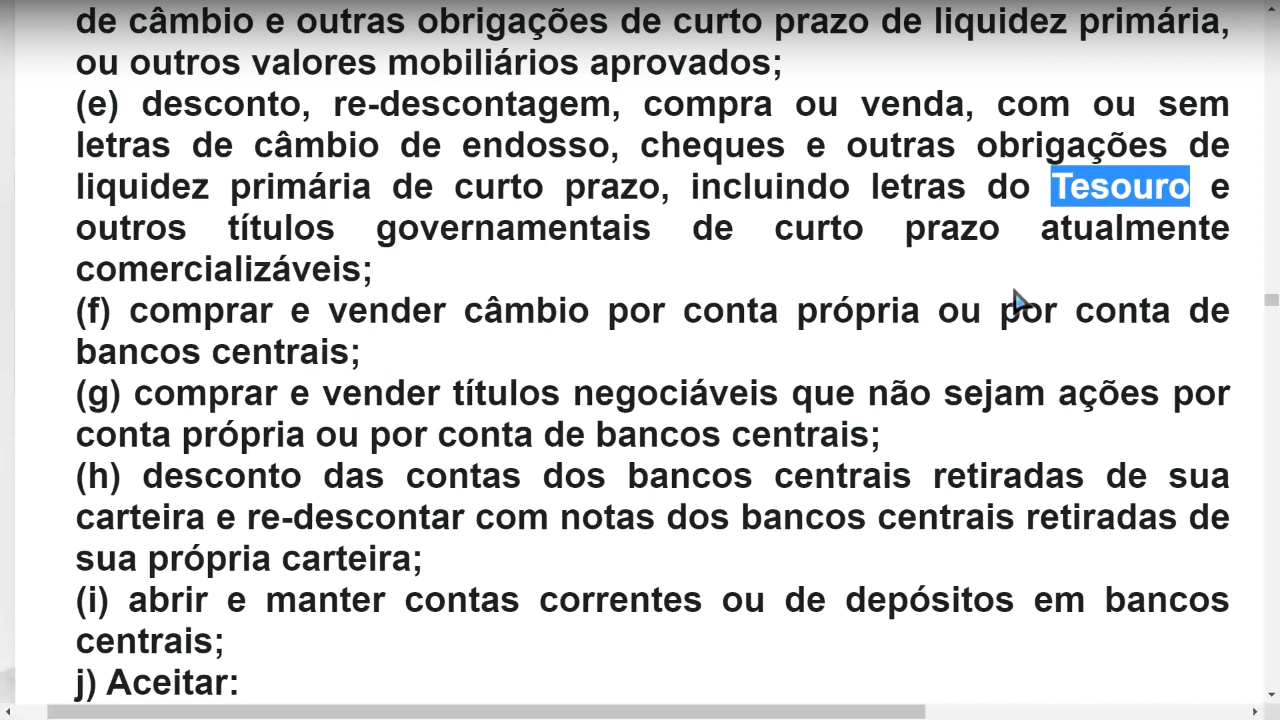 de câmbio e outras obrigações de curto prazo de liquidez primária,
ou outros valores mobiliários aprovados;
(e) desconto, re-descontagem, compra ou venda, com ou sem
letras de câmbio de endosso, cheques e outras obrigações de
liquidez primária de curto prazo, incluindo letras do Tesouro e
outros títulos governamentais de curto prazo atualmente
comercializáveis;
(f) comprar e vender câmbio por conta própria ou por conta de
bancos centrais;
(g) comprar e vender títulos negociáveis que não sejam ações por
conta própria ou por conta de bancos centrais;
(h) desconto das contas dos bancos centrais retiradas de sua
carteira e re-descontar com notas dos bancos centrais retiradas de
sua própria carteira;
(i) abrir e manter contas correntes ou de depósitos em bancos
centrais;
j) Aceitar: